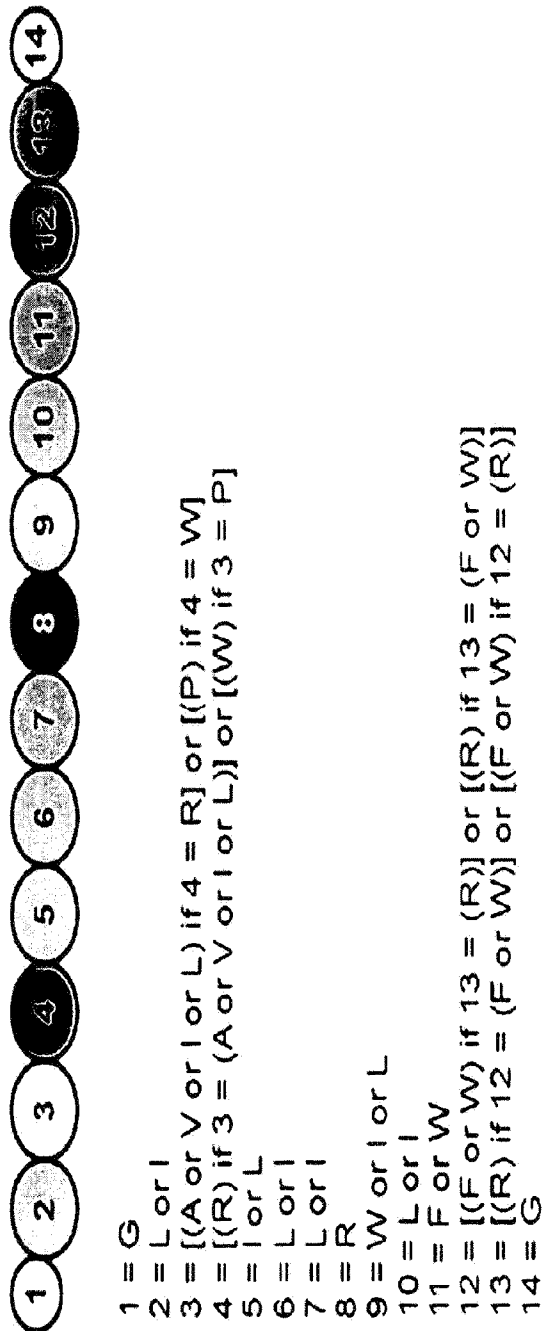 1 2 3 4 5 6 7 8 9 10 11 12 13 14
1 = G
2 = L or I
3 = [(A or V or I or L) if 4 = R] or [(P) if 4 = W]
4 = [(R) if 3 = (A or V or I or L)] or [(W) if 3 = P]
5 = I or L
6 = L or I
7 = L or I
8 = R
9 = W or I or L
10 = L or I
11 = F or W
12 = [(F or W) if 13 = (R)] or [(R) if 13 = (F or W)]
13 = [(R) if 12 = (F or W)] or [(F or W) if 12 = (R)]
14 = G